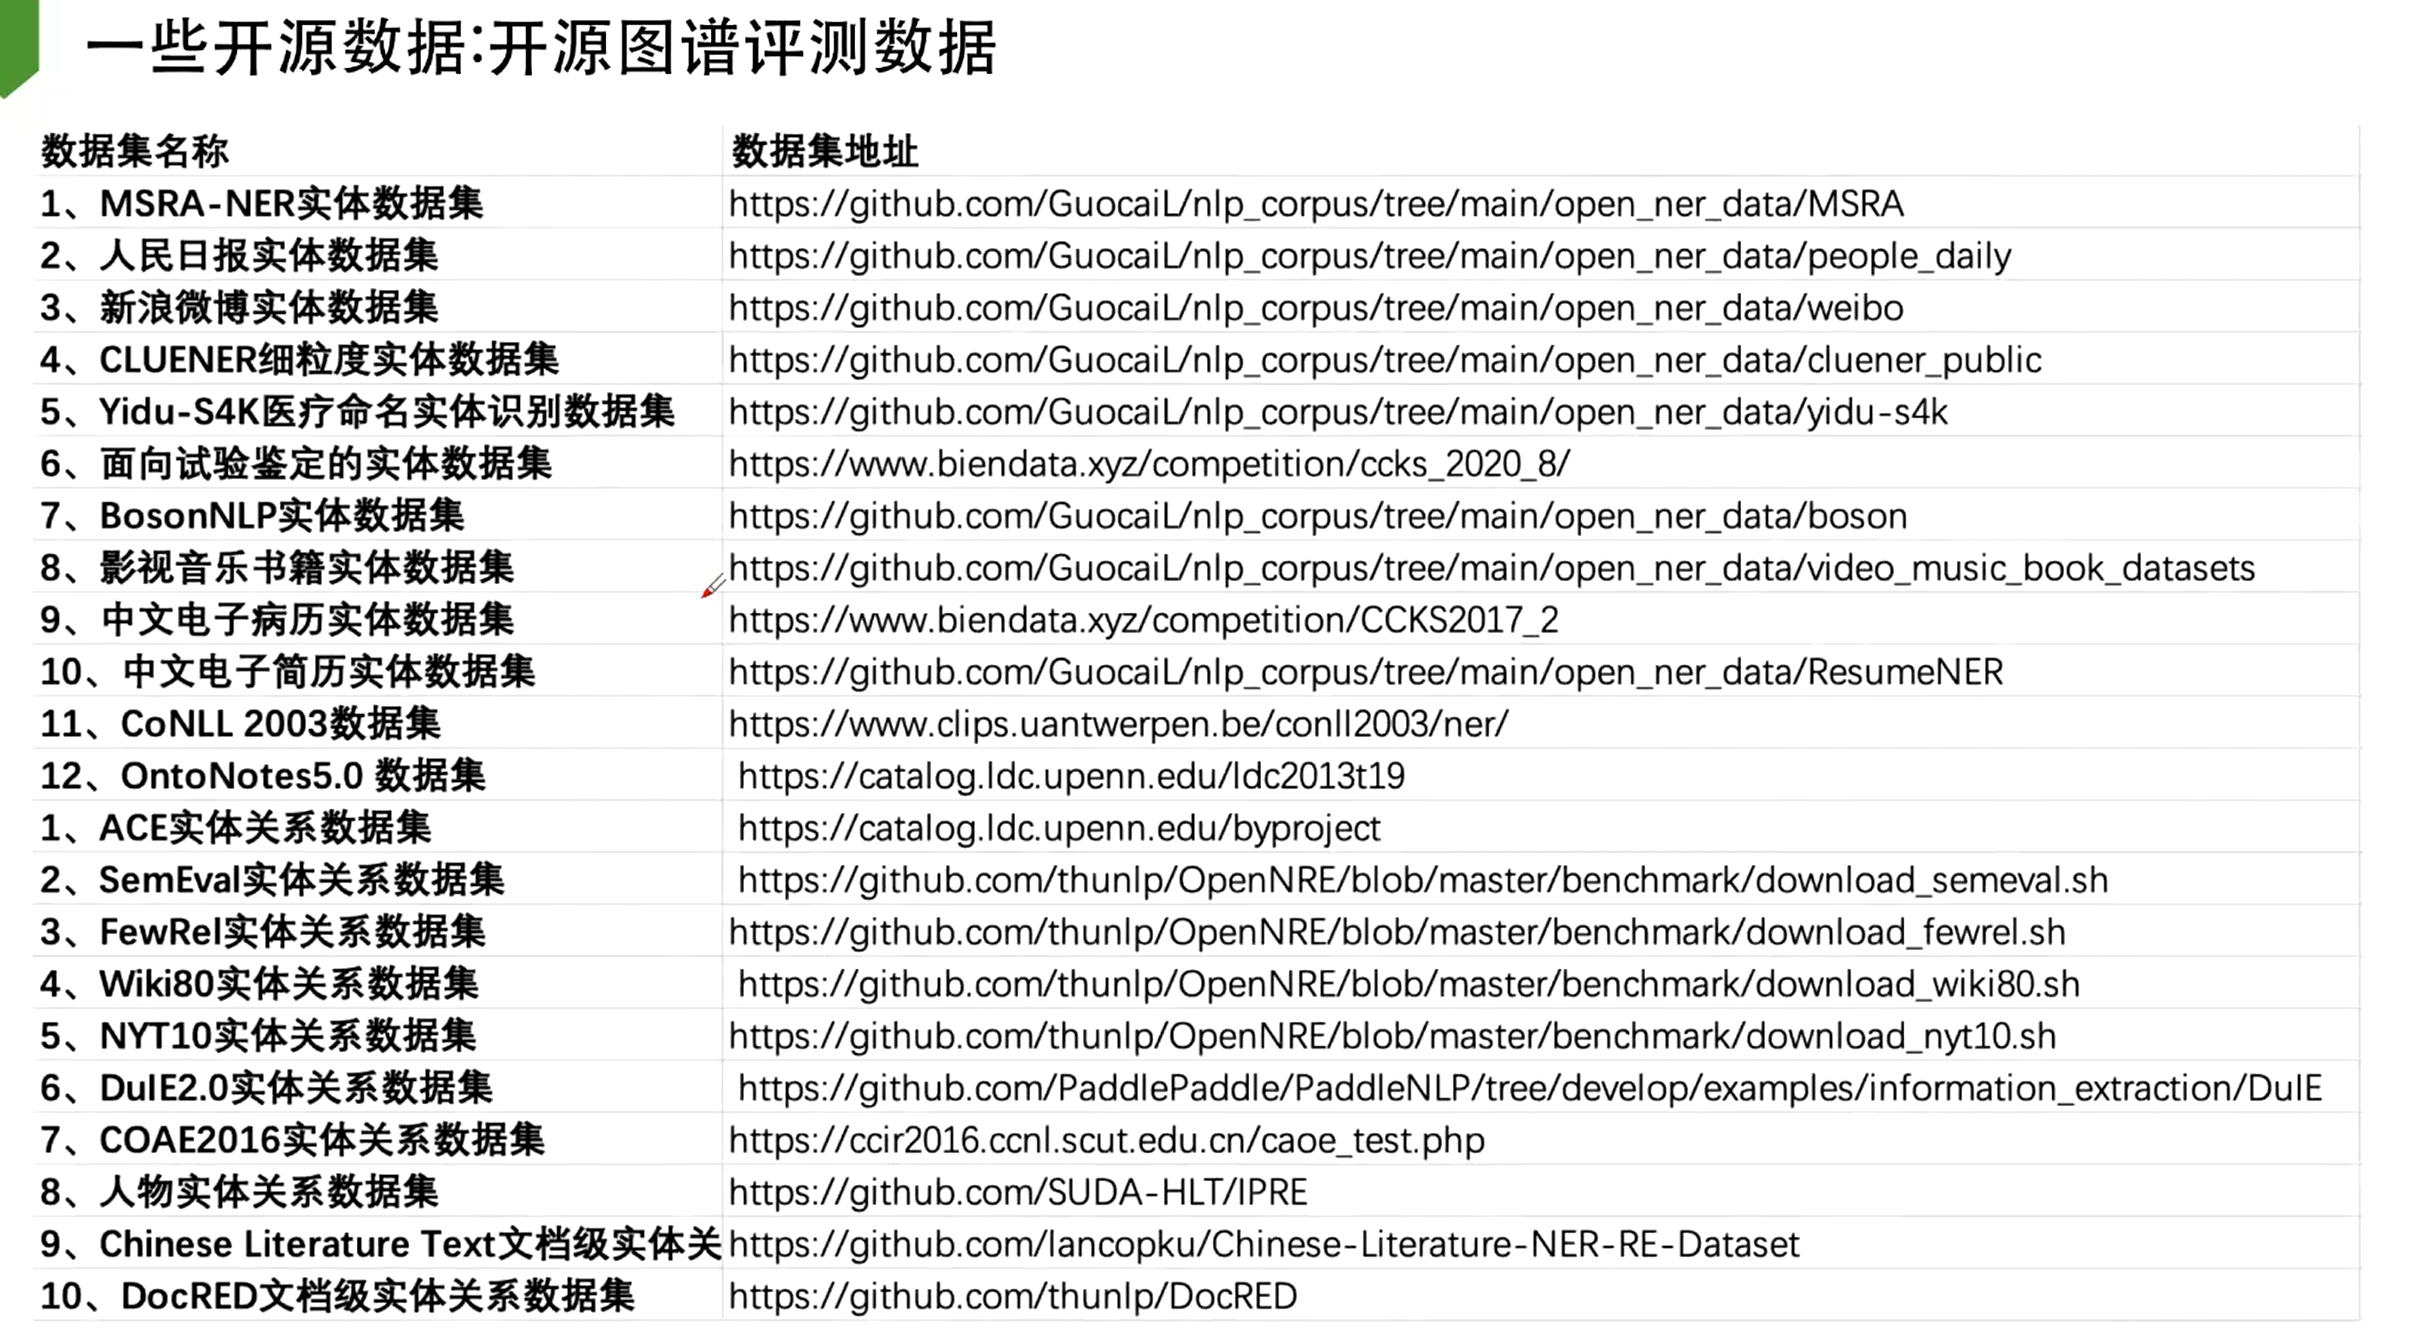 一些开源数据:开源图谱评测数据
数据集名称 数据集地址
1、MSRA-NER实体数据集 https://github.com/GuocaiL/nlp_corpus/tree/main/open_ner_data/MSRA
2、人民日报实体数据集 https://github.com/GuocaiL/nlp_corpus/tree/main/open_ner_data/people_daily
3、新浪微博实体数据集 https://github.com/GuocaiL/nlp_corpus/tree/main/open_ner_data/weibo
4、CLUENER细粒度实体数据集 https://github.com/GuocaiL/nlp_corpus/tree/main/open_ner_data/cluener_public
5、Yidu-S4K医疗命名实体识别数据集 https://github.com/GuocaiL/nlp_corpus/tree/main/open_ner_data/yidu-s4k
6、面向试验鉴定的实体数据集 https://www.biendata.xyz/competition/ccks_2020_8/
7、BosonNLP实体数据集 https://github.com/GuocaiL/nlp_corpus/tree/main/open_ner_data/boson
8、影视音乐书籍实体数据集 https://github.com/GuocaiL/nlp_corpus/tree/main/open_ner_data/video_music_book_datasets
9、中文电子病历实体数据集 https://www.biendata.xyz/competition/CCKS2017_2
10、中文电子简历实体数据集 https://github.com/GuocaiL/nlp_corpus/tree/main/open_ner_data/ResumeNER
11、CoNLL 2003数据集 https://www.clips.uantwerpen.be/conll2003/ner/
12、OntoNotes5.0 数据集 https://catalog.ldc.upenn.edu/ldc2013t19
1、ACE实体关系数据集 https://catalog.ldc.upenn.edu/byproject
2、SemEval实体关系数据集 https://github.com/thunlp/OpenNRE/blob/master/benchmark/download_semeval.sh
3、FewRel实体关系数据集 https://github.com/thunlp/OpenNRE/blob/master/benchmark/download_fewrel.sh
4、Wiki80实体关系数据集 https://github.com/thunlp/OpenNRE/blob/master/benchmark/download_wiki80.sh
5、NYT10实体关系数据集 https://github.com/thunlp/OpenNRE/blob/master/benchmark/download_nyt10.sh
6、DuIE2.0实体关系数据集 https://github.com/PaddlePaddle/PaddleNLP/tree/develop/examples/information_extraction/DuIE
7、COAE2016实体关系数据集 https://ccir2016.ccnl.scut.edu.cn/caoe_test.php
8、人物实体关系数据集 https://github.com/SUDA-HLT/IPRE
9、Chinese Literature Text文档级实体关 https://github.com/lancopku/Chinese-Literature-NER-RE-Dataset
10、DocRED文档级实体关系数据集 https://github.com/thunlp/DocRED